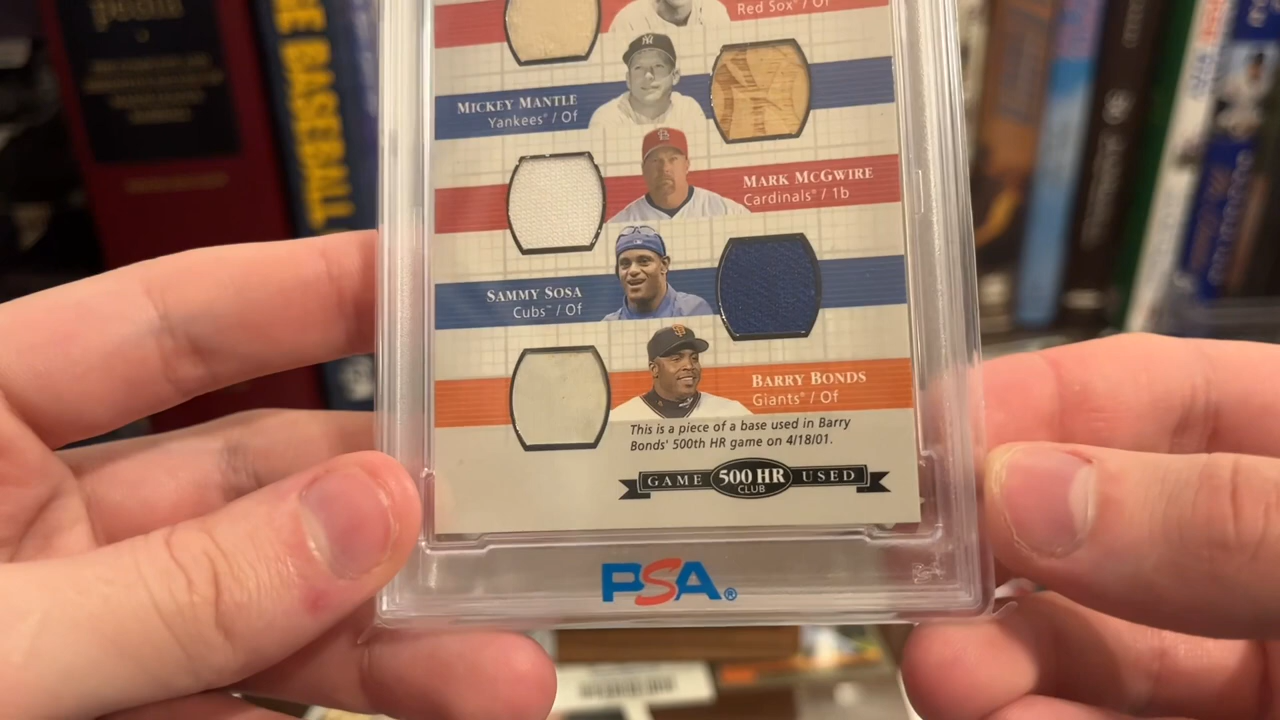 Red Sox® / Of
MICKEY MANTLE
Yankees® / Of
MARK MCGWIRE
Cardinals® / 1b
SAMMY SOSA
Cubs™ / Of
BARRY BONDS
Giants® / Of
This is a piece of a base used in Barry
Bonds' 500th HR game on 4/18/01.
GAME 500 HR USED
CLUB
PSA®
BASEBALL